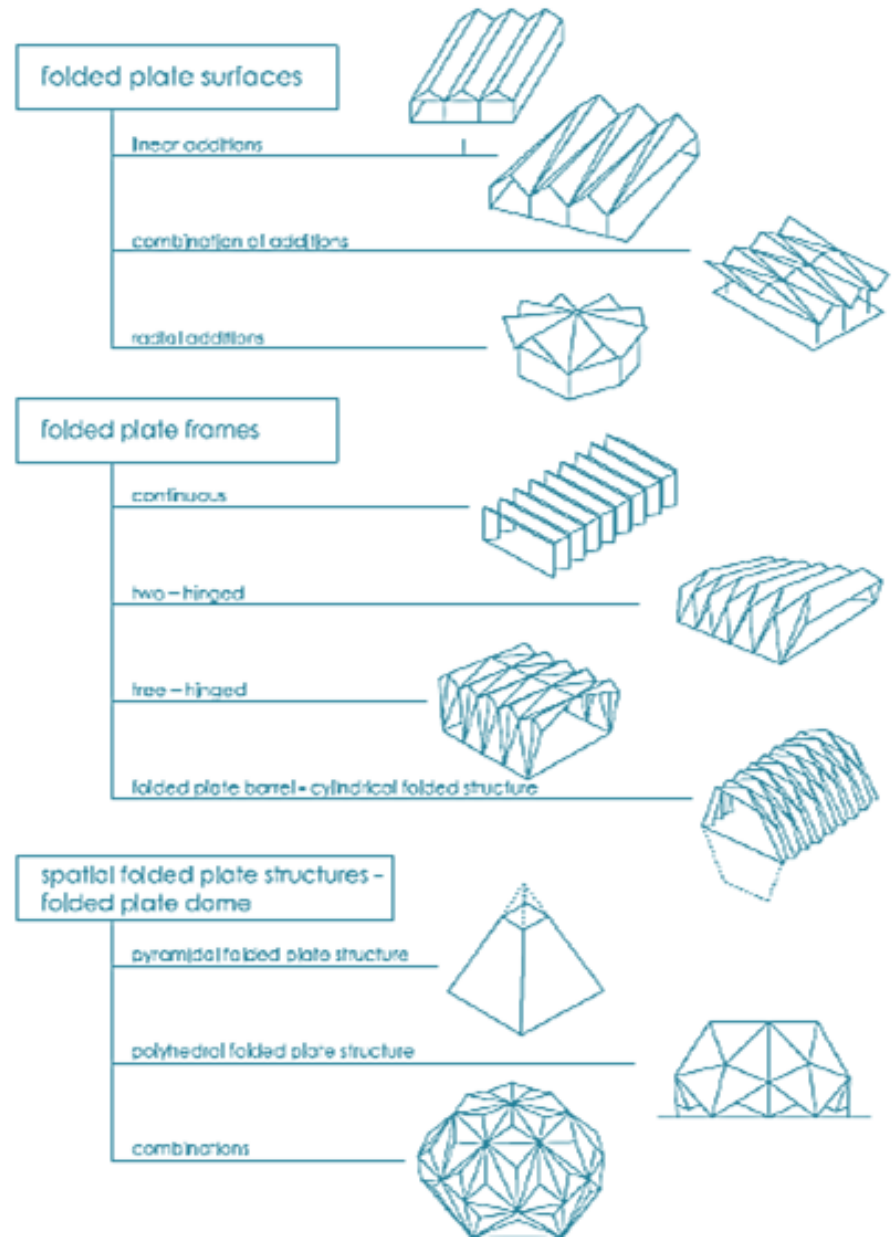 folded plate surfaces
linear additions
combination of additions
radial additions
folded plate frames
continuous
two – hinged
tree – hinged
folded plate barrel - cylindrical folded structure
spatial folded plate structures -
folded plate dome
pyramidal folded plate structure
polyhedral folded plate structure
combinations